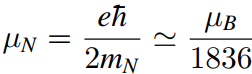 μ_N = eħ / 2m_N ≃ μ_B / 1836